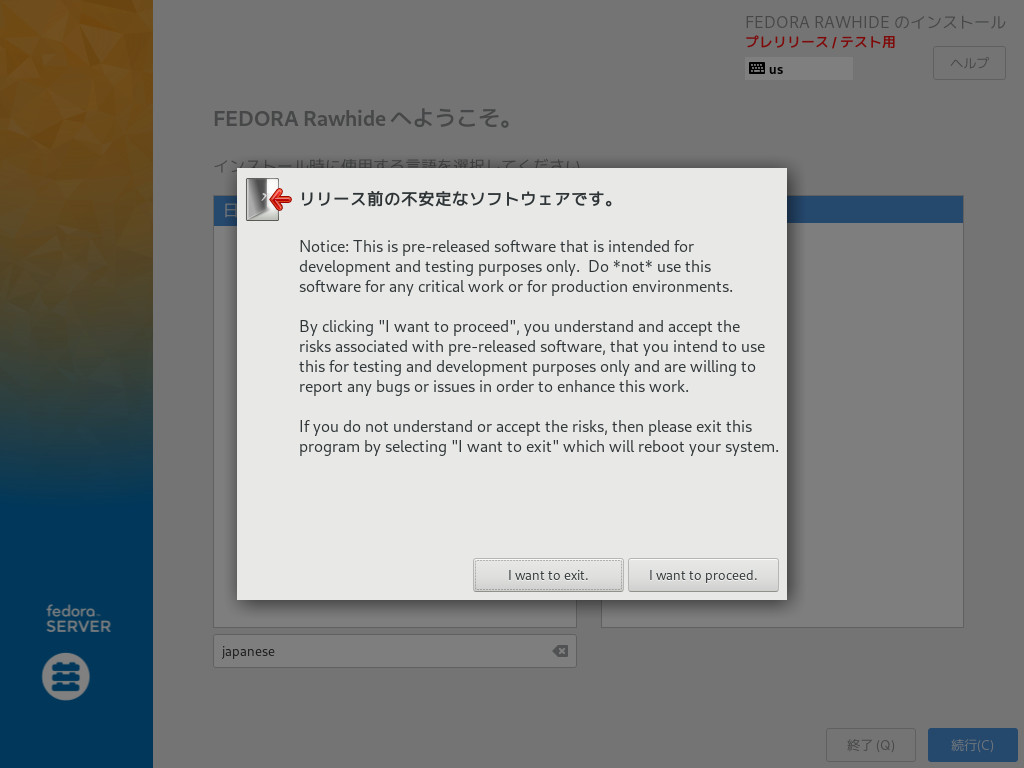 FEDORA RAWHIDE のインストール
プレリリース / テスト用
us
ヘルプ
FEDORA Rawhide へようこそ。
インストール時に使用する言語を選択してください。
日
リリース前の不安定なソフトウェアです。
Notice: This is pre-released software that is intended for
development and testing purposes only.  Do *not* use this
software for any critical work or for production environments.
By clicking "I want to proceed", you understand and accept the
risks associated with pre-released software, that you intend to use
this for testing and development purposes only and are willing to
report any bugs or issues in order to enhance this work.
If you do not understand or accept the risks, then please exit this
program by selecting "I want to exit" which will reboot your system.
I want to exit.
I want to proceed.
fedora™
SERVER
japanese
終了(Q)
続行(C)